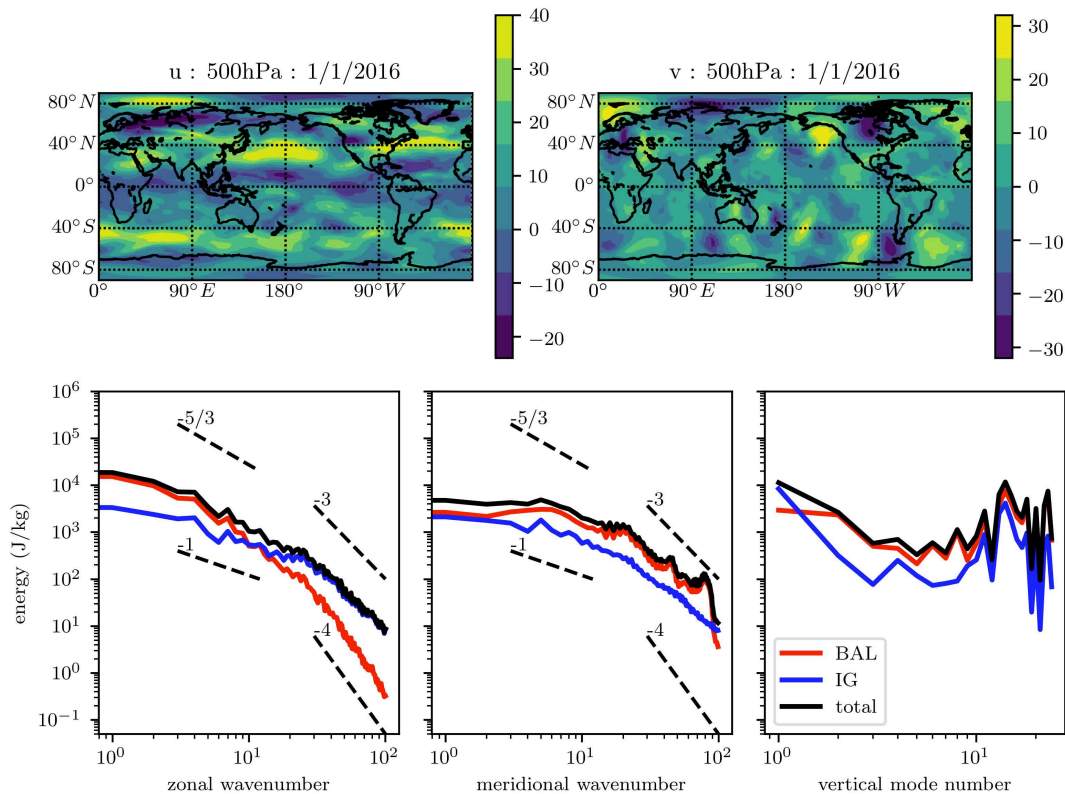 u : 500hPa : 1/1/2016
80° N
40° N
0°
40° S
80° S
0°
90° E
180°
90° W
40
30
20
10
0
−10
−20
v : 500hPa : 1/1/2016
80° N
40° N
0°
40° S
80° S
0°
90° E
180°
90° W
30
20
10
0
−10
−20
−30
energy (J/kg)
10^6
10^5
10^4
10^3
10^2
10^1
10^0
10^-1
-5/3
-3
-1
-4
10^0
10^1
10^2
zonal wavenumber
-5/3
-3
-1
-4
10^0
10^1
10^2
meridional wavenumber
BAL
IG
total
10^0
10^1
vertical mode number